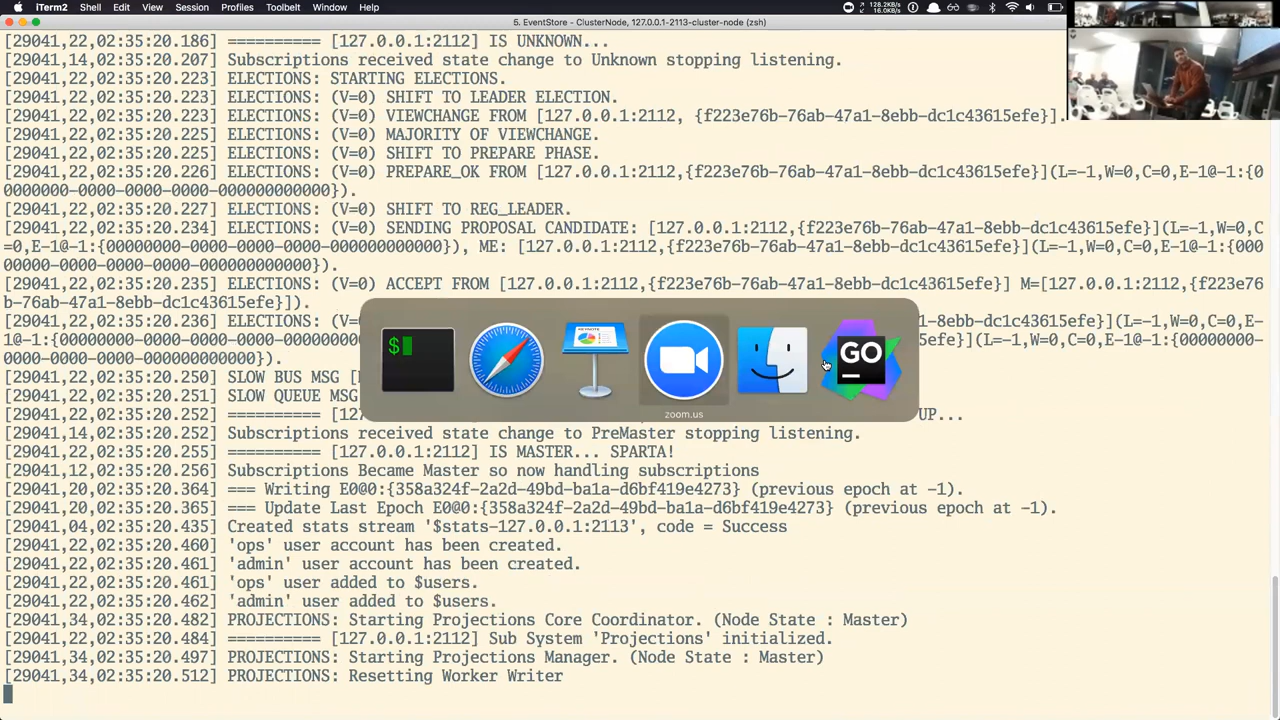 iTerm2 Shell Edit View Session Profiles Toolbelt Window Help 128.2KB/s 16.0KB/s
5. EventStore - ClusterNode, 127.0.0.1-2113-cluster-node (zsh)
[29041,22,02:35:20.186] ========== [127.0.0.1:2112] IS UNKNOWN...
[29041,14,02:35:20.207] Subscriptions received state change to Unknown stopping listening.
[29041,22,02:35:20.223] ELECTIONS: STARTING ELECTIONS.
[29041,22,02:35:20.223] ELECTIONS: (V=0) SHIFT TO LEADER ELECTION.
[29041,22,02:35:20.223] ELECTIONS: (V=0) VIEWCHANGE FROM [127.0.0.1:2112, {f223e76b-76ab-47a1-8ebb-dc1c43615efe}].
[29041,22,02:35:20.225] ELECTIONS: (V=0) MAJORITY OF VIEWCHANGE.
[29041,22,02:35:20.225] ELECTIONS: (V=0) SHIFT TO PREPARE PHASE.
[29041,22,02:35:20.226] ELECTIONS: (V=0) PREPARE_OK FROM [127.0.0.1:2112,{f223e76b-76ab-47a1-8ebb-dc1c43615efe}](L=-1,W=0,C=0,E-1@-1:{0
0000000-0000-0000-0000-000000000000}).
[29041,22,02:35:20.227] ELECTIONS: (V=0) SHIFT TO REG_LEADER.
[29041,22,02:35:20.234] ELECTIONS: (V=0) SENDING PROPOSAL CANDIDATE: [127.0.0.1:2112,{f223e76b-76ab-47a1-8ebb-dc1c43615efe}](L=-1,W=0,C
=0,E-1@-1:{00000000-0000-0000-0000-000000000000}), ME: [127.0.0.1:2112,{f223e76b-76ab-47a1-8ebb-dc1c43615efe}](L=-1,W=0,C=0,E-1@-1:{000
00000-0000-0000-0000-000000000000}).
[29041,22,02:35:20.235] ELECTIONS: (V=0) ACCEPT FROM [127.0.0.1:2112,{f223e76b-76ab-47a1-8ebb-dc1c43615efe}] M=[127.0.0.1:2112,{f223e76
b-76ab-47a1-8ebb-dc1c43615efe}]).
[29041,22,02:35:20.236] ELECTIONS: (V= -8ebb-dc1c43615efe}](L=-1,W=0,C=0,E-1
@-1:{00000000-0000-0000-0000-0000000 -8ebb-dc1c43615efe}](L=-1,W=0,C=0,E-1@-1:{00000000-
0000-0000-0000-000000000000}).
[29041,22,02:35:20.250] SLOW BUS MSG [
[29041,22,02:35:20.251] SLOW QUEUE MSG
[29041,22,02:35:20.252] ========== [12 UP...
[29041,14,02:35:20.252] Subscriptions received state change to PreMaster stopping listening.
[29041,22,02:35:20.255] ========== [127.0.0.1:2112] IS MASTER... SPARTA!
[29041,12,02:35:20.256] Subscriptions Became Master so now handling subscriptions
[29041,20,02:35:20.364] === Writing E0@0:{358a324f-2a2d-49bd-ba1a-d6bf419e4273} (previous epoch at -1).
[29041,20,02:35:20.365] === Update Last Epoch E0@0:{358a324f-2a2d-49bd-ba1a-d6bf419e4273} (previous epoch at -1).
[29041,04,02:35:20.435] Created stats stream '$stats-127.0.0.1:2113', code = Success
[29041,22,02:35:20.460] 'ops' user account has been created.
[29041,22,02:35:20.461] 'admin' user account has been created.
[29041,22,02:35:20.461] 'ops' user added to $users.
[29041,22,02:35:20.462] 'admin' user added to $users.
[29041,34,02:35:20.482] PROJECTIONS: Starting Projections Core Coordinator. (Node State : Master)
[29041,22,02:35:20.484] ========== [127.0.0.1:2112] Sub System 'Projections' initialized.
[29041,34,02:35:20.497] PROJECTIONS: Starting Projections Manager. (Node State : Master)
[29041,34,02:35:20.512] PROJECTIONS: Resetting Worker Writer
$
KEYNOTE
GO
zoom.us